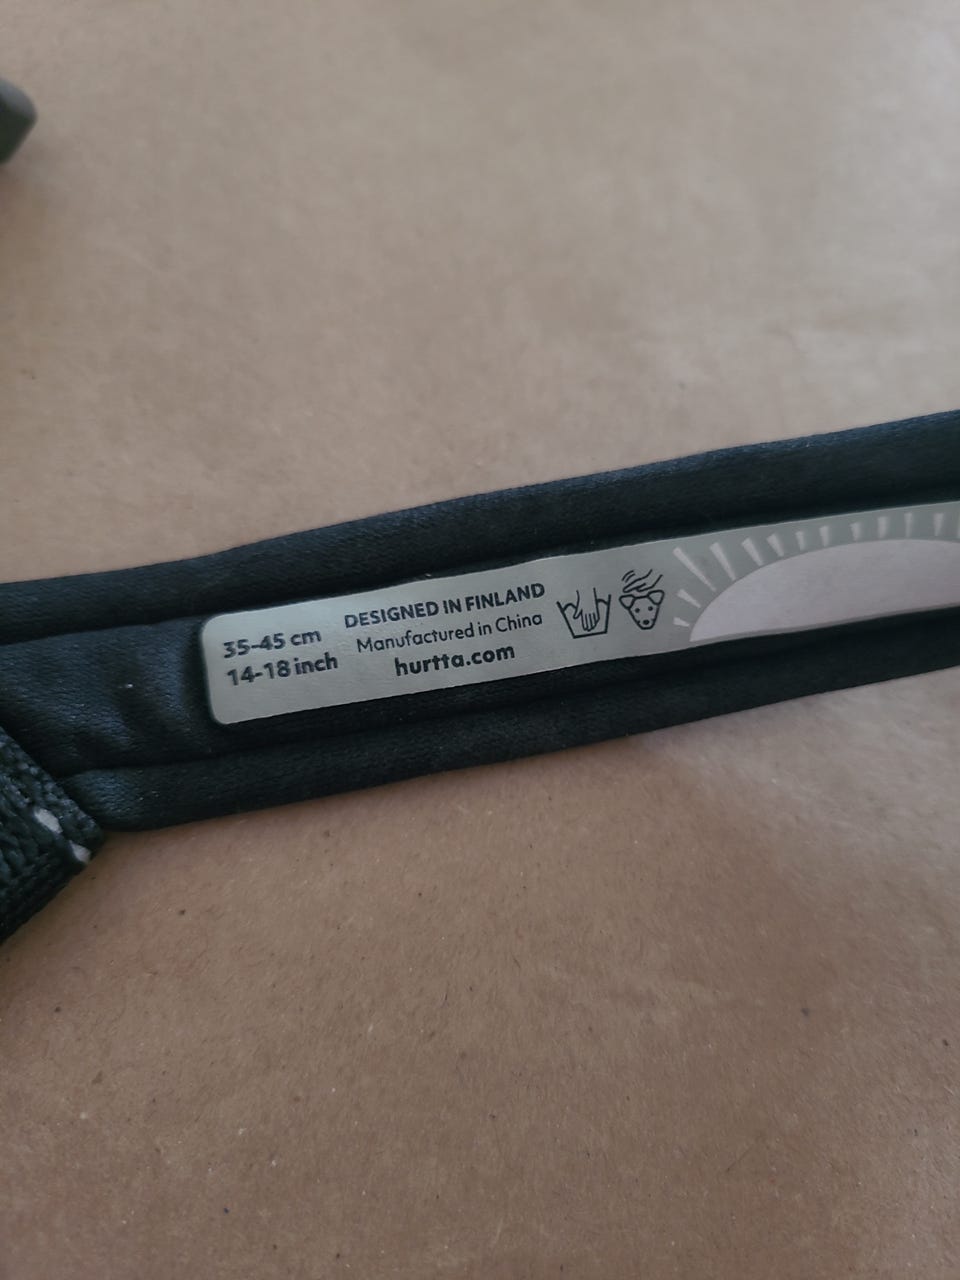 35-45 cm
14-18 inch
DESIGNED IN FINLAND
Manufactured in China
hurtta.com